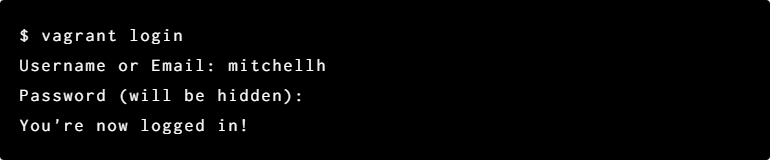 $ vagrant login
Username or Email: mitchellh
Password (will be hidden):
You're now logged in!